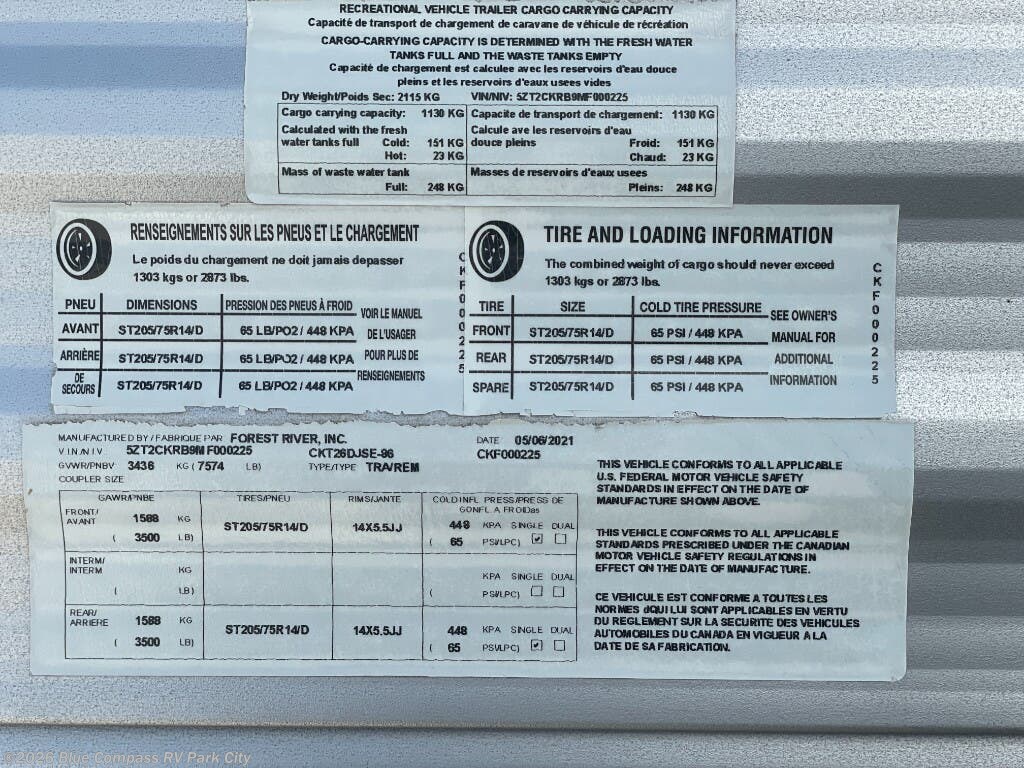 RECREATIONAL VEHICLE TRAILER CARGO CARRYING CAPACITY
Capacité de transport de chargement de caravane de véhicule de récréation
CARGO-CARRYING CAPACITY IS DETERMINED WITH THE FRESH WATER
TANKS FULL AND THE WASTE TANKS EMPTY
Capacité de chargement est calculee avec les reservoirs d'eau douce
pleins et les reservoirs d'eaux usees vides
Dry Weight/Poids Sec: 2115 KG VIN/NIV: 5ZT2CKRB9MF000225
Cargo carrying capacity: 1130 KG Capacite de transport de chargement: 1130 KG
Calculated with the fresh Calcule ave les reservoirs d'eau
water tanks full Cold: 151 KG douce pleins Froid: 151 KG
Hot: 23 KG Chaud: 23 KG
Mass of waste water tank Masses de reservoirs d'eaux usees
Full: 248 KG Pleins: 248 KG
RENSEIGNEMENTS SUR LES PNEUS ET LE CHARGEMENT
Le poids du chargement ne doit jamais depasser
1303 kgs or 2873 lbs.
PNEU DIMENSIONS PRESSION DES PNEUS À FROID VOIR LE MANUEL
AVANT ST205/75R14/D 65 LB/PO2 / 448 KPA DE L'USAGER
ARRIÈRE ST205/75R14/D 65 LB/PO2 / 448 KPA POUR PLUS DE
DE SECOURS ST205/75R14/D 65 LB/PO2 / 448 KPA RENSEIGNEMENTS
CKF000225
TIRE AND LOADING INFORMATION
The combined weight of cargo should never exceed
1303 kgs or 2873 lbs.
TIRE SIZE COLD TIRE PRESSURE SEE OWNER'S
FRONT ST205/75R14/D 65 PSI / 448 KPA MANUAL FOR
REAR ST205/75R14/D 65 PSI / 448 KPA ADDITIONAL
SPARE ST205/75R14/D 65 PSI / 448 KPA INFORMATION
CKF000225
MANUFACTURED BY / FABRIQUE PAR FOREST RIVER, INC. DATE 05/06/2021
V I N /N I V 5ZT2CKRB9MF000225 CKT26DJSE-96 CKF000225
GVWR/PNBV 3436 KG ( 7574 LB) TYPE/TYPE TRA/REM
COUPLER SIZE
GAWR/PNBE TIRES/PNEU RIMS/JANTE COLD INFL. PRESS/PRESS DE
GONFL. A FROIDas
FRONT/ AVANT 1588 KG ST205/75R14/D 14X5.5JJ 448 KPA SINGLE DUAL
( 3500 LB) ( 65 PSI/LPC)
INTERM/ INTERM KG KPA SINGLE DUAL
( LB) ( PSI/LPC)
REAR/ ARRIERE 1588 KG ST205/75R14/D 14X5.5JJ 448 KPA SINGLE DUAL
( 3500 LB) ( 65 PSI/LPC)
THIS VEHICLE CONFORMS TO ALL APPLICABLE
U.S. FEDERAL MOTOR VEHICLE SAFETY
STANDARDS IN EFFECT ON THE DATE OF
MANUFACTURE SHOWN ABOVE.
THIS VEHICLE CONFORMS TO ALL APPLICABLE
STANDARDS PRESCRIBED UNDER THE CANADIAN
MOTOR VEHICLE SAFETY REGULATIONS IN
EFFECT ON THE DATE OF MANUFACTURE.
CE VEHICULE EST CONFORME A TOUTES LES
NORMES dQUI LUI SONT APPLICABLES EN VERTU
DU REGLEMENT SUR LA SECURITE DES VEHICULES
AUTOMOBILES DU CANADA EN VIGUEUR A LA
DATE DE SA FABRICATION.
©2025 Blue Compass RV Park City